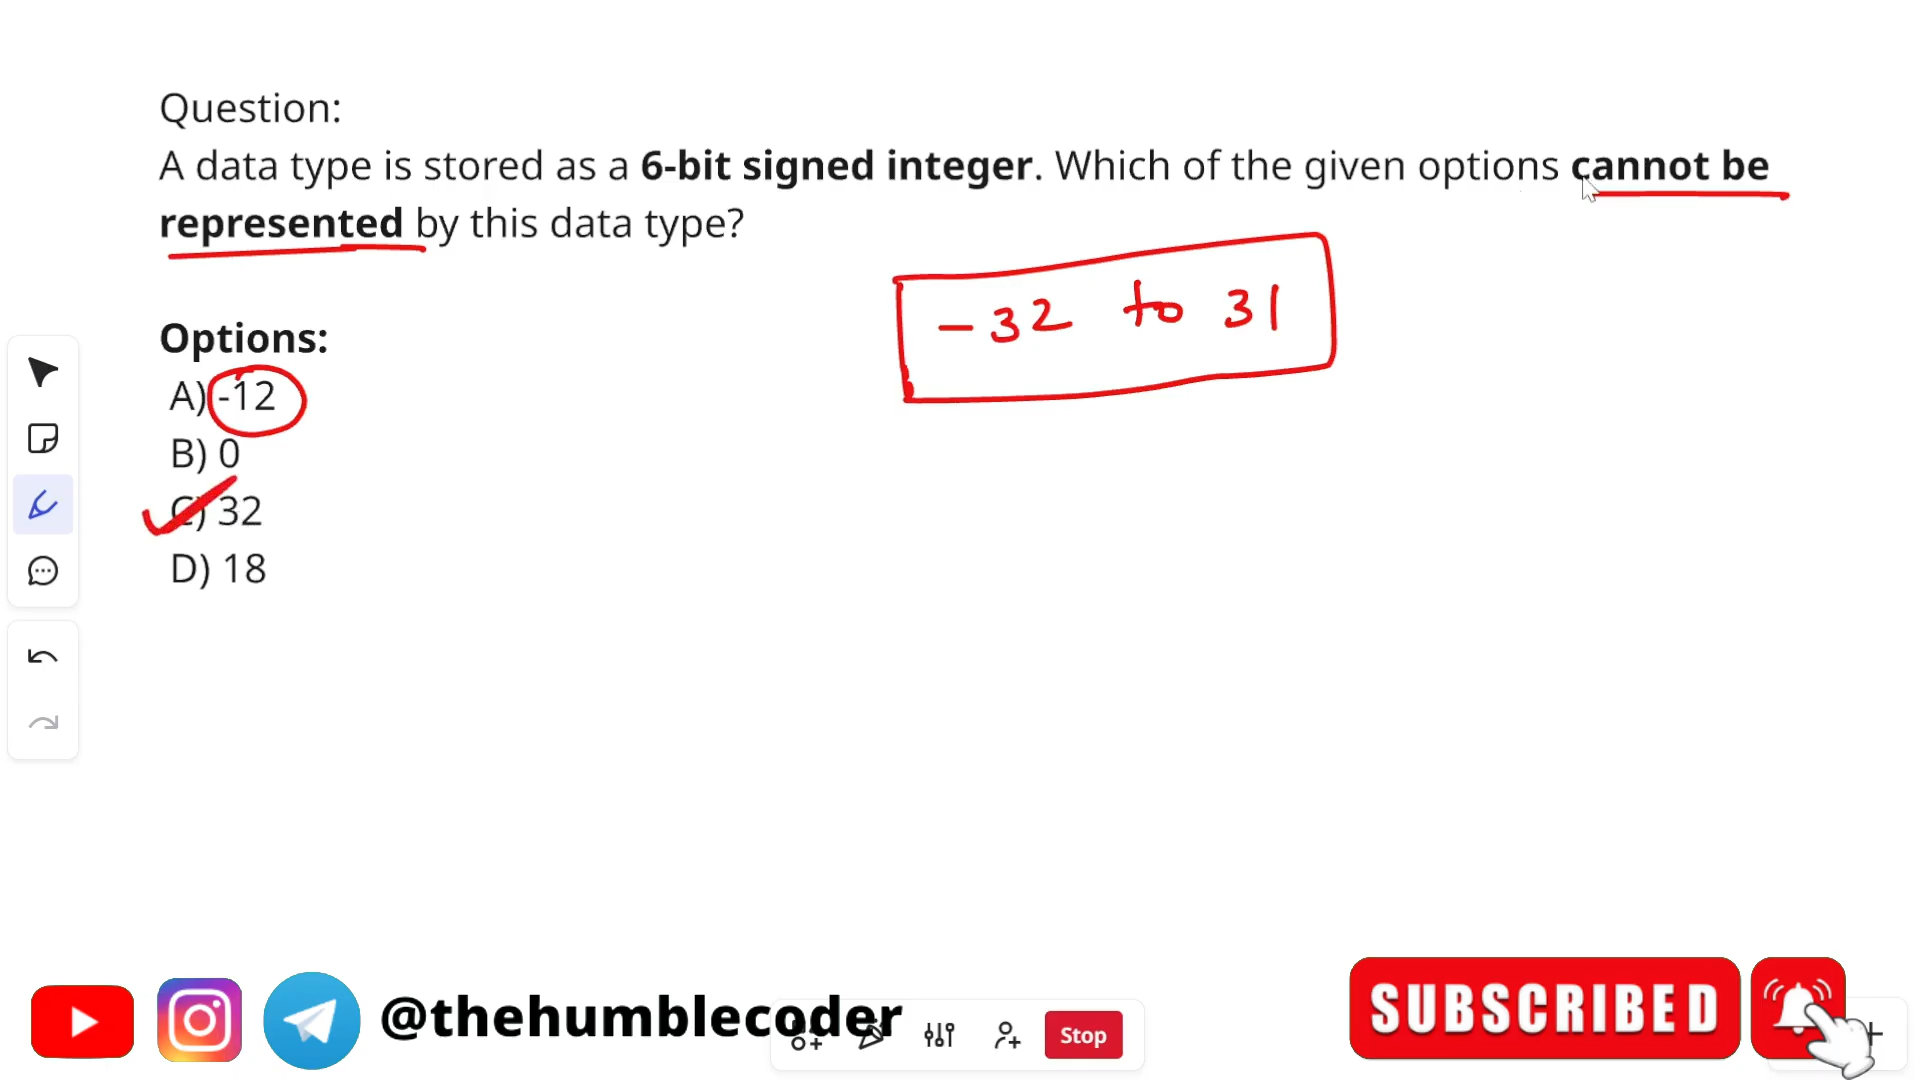 Question:
A data type is stored as a 6-bit signed integer. Which of the given options cannot be
represented by this data type?
-32 to 31
Options:
A) -12
B) 0
C) 32
D) 18
@thehumblecoder
Stop
SUBSCRIBED